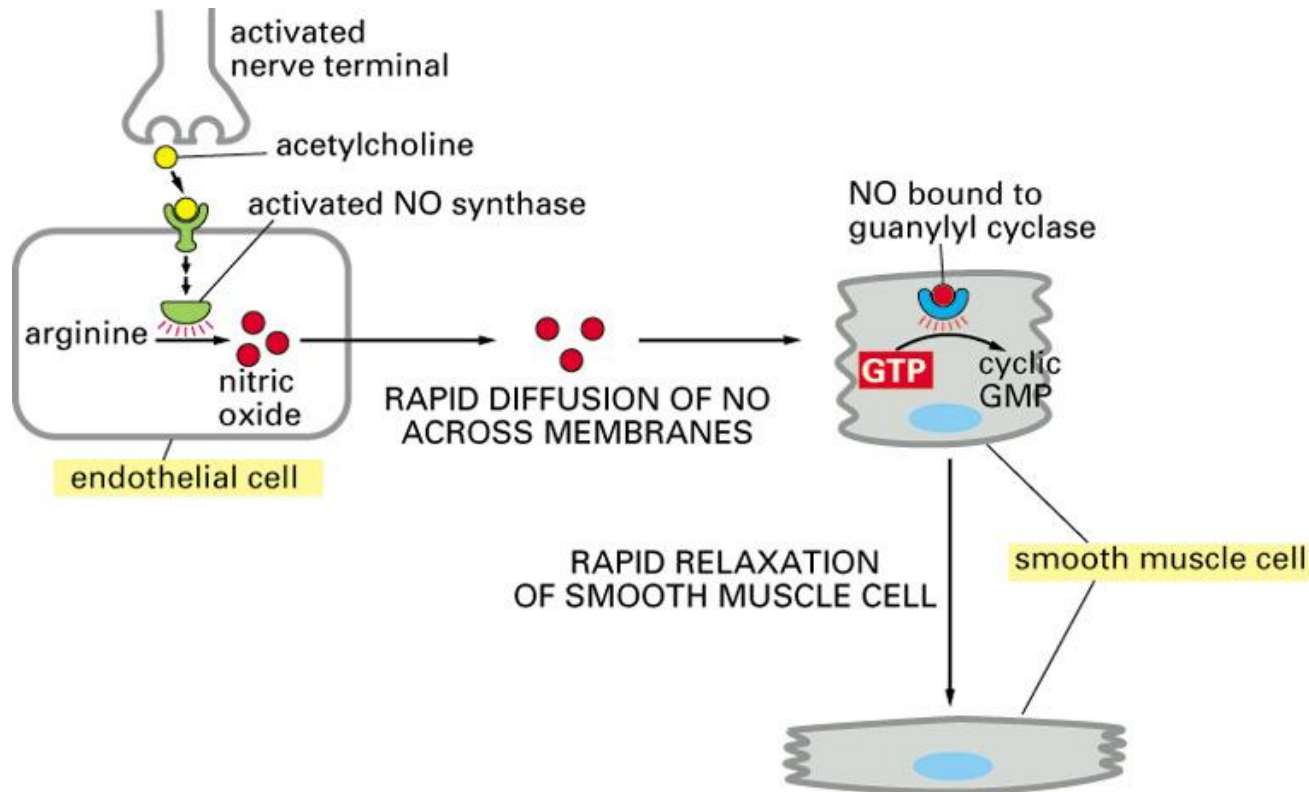 activated
nerve terminal
acetylcholine
activated NO synthase
arginine
nitric
oxide
endothelial cell
RAPID DIFFUSION OF NO
ACROSS MEMBRANES
NO bound to
guanylyl cyclase
GTP
cyclic
GMP
RAPID RELAXATION
OF SMOOTH MUSCLE CELL
smooth muscle cell